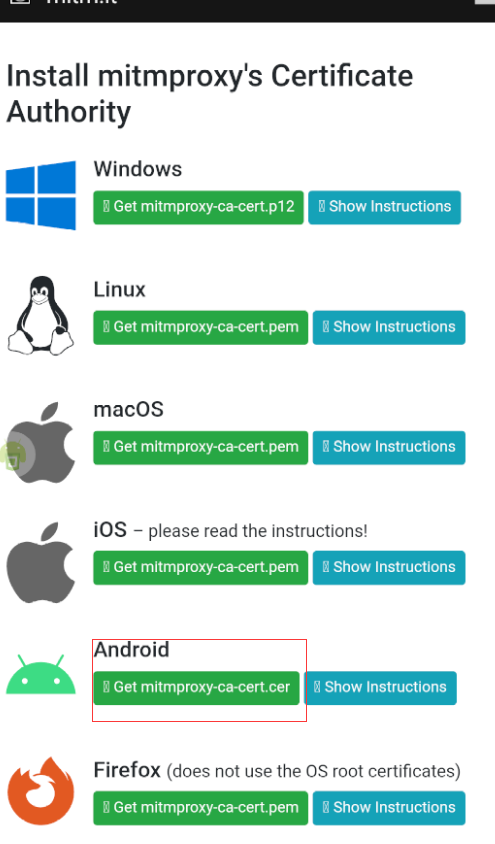 mitm.it
Install mitmproxy's Certificate
Authority
Windows
Get mitmproxy-ca-cert.p12 Show Instructions
Linux
Get mitmproxy-ca-cert.pem Show Instructions
macOS
Get mitmproxy-ca-cert.pem Show Instructions
iOS – please read the instructions!
Get mitmproxy-ca-cert.pem Show Instructions
Android
Get mitmproxy-ca-cert.cer Show Instructions
Firefox (does not use the OS root certificates)
Get mitmproxy-ca-cert.pem Show Instructions